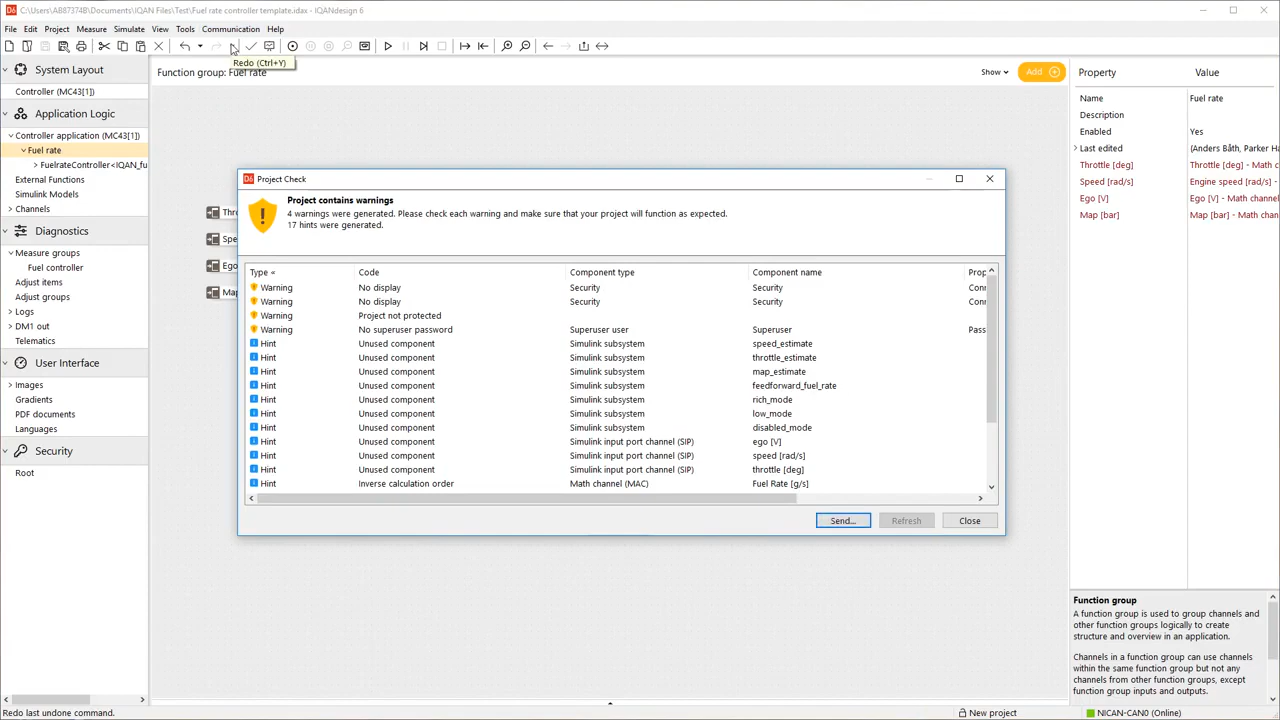 C:\Users\AB87374B\Documents\IQAN Files\Test\Fuel rate controller template.idax - IQANdesign 6
File Edit Project Measure Simulate View Tools Communication Help
Redo (Ctrl+Y)
System Layout
Controller (MC43[1])
Application Logic
Controller application (MC43[1])
Fuel rate
FuelrateController<IQAN_fu
External Functions
Simulink Models
Channels
Diagnostics
Measure groups
Fuel controller
Adjust items
Adjust groups
Logs
DM1 out
Telematics
User Interface
Images
Gradients
PDF documents
Languages
Security
Root
Function group: Fuel rate
Show
Add
Thr
Spe
Ego
Map
Project Check
Project contains warnings
4 warnings were generated. Please check each warning and make sure that your project will function as expected.
17 hints were generated.
Type Code Component type Component name Prop
Warning No display Security Security Conn
Warning No display Security Security Conn
Warning Project not protected
Warning No superuser password Superuser user Superuser Pass
Hint Unused component Simulink subsystem speed_estimate
Hint Unused component Simulink subsystem throttle_estimate
Hint Unused component Simulink subsystem map_estimate
Hint Unused component Simulink subsystem feedforward_fuel_rate
Hint Unused component Simulink subsystem rich_mode
Hint Unused component Simulink subsystem low_mode
Hint Unused component Simulink subsystem disabled_mode
Hint Unused component Simulink input port channel (SIP) ego [V]
Hint Unused component Simulink input port channel (SIP) speed [rad/s]
Hint Unused component Simulink input port channel (SIP) throttle [deg]
Hint Inverse calculation order Math channel (MAC) Fuel Rate [g/s]
Send... Refresh Close
Property Value
Name Fuel rate
Description
Enabled Yes
Last edited (Anders Båth, Parker Ha
Throttle [deg] Throttle [deg] - Math c
Speed [rad/s] Engine speed [rad/s] -
Ego [V] Ego [V] - Math channel
Map [bar] Map [bar] - Math chann
Function group
A function group is used to group channels and
other function groups logically to create
structure and overview in an application.
Channels in a function group can use channels
within the same function group but not any
channels from other function groups, except
function group inputs and outputs.
Redo last undone command.
New project
NICAN-CAN0 (Online)